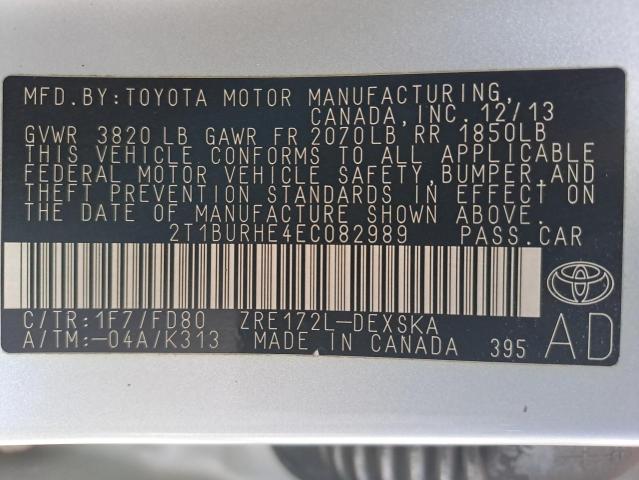 MFD.BY:TOYOTA MOTOR MANUFACTURING,
CANADA,INC. 12/13
GVWR 3820LB GAWR FR 2070LB,RR 1850LB
THIS VEHICLE CONFORMS TO ALL APPLICABLE
FEDERAL MOTOR VEHICLE SAFETY,BUMPER,AND
THEFT PREVENTION STANDARDS IN EFFECT ON
THE DATE OF MANUFACTURE SHOWN ABOVE.
2T1BURHE4EC082989 PASS.CAR
C/TR:1F7/FD80 ZRE172L-DEXSKA
A/TM:-04A/K313 MADE IN CANADA 395 AD